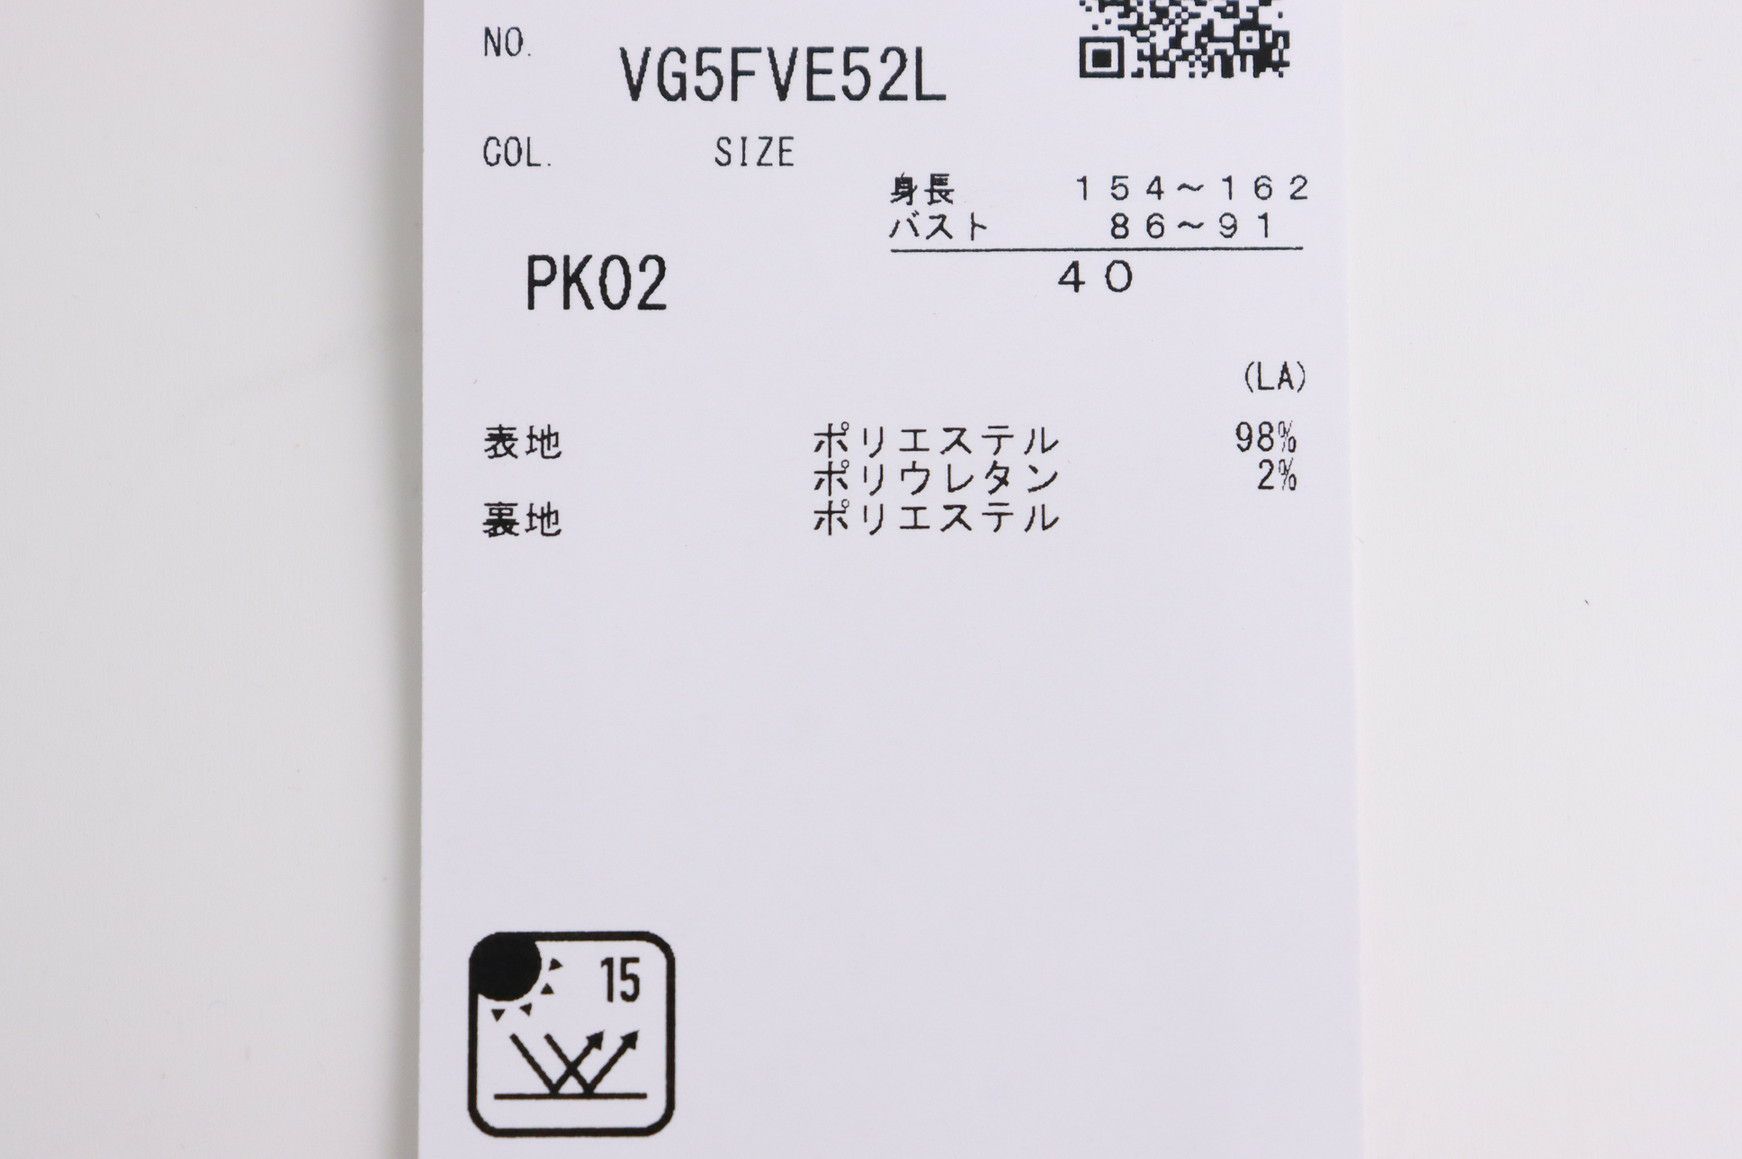 NO. VG5FVE52L
COL. SIZE
身長 154～162
バスト 86～91
PK02 40
(LA)
表地 ポリエステル 98%
ポリウレタン 2%
裏地 ポリエステル
15